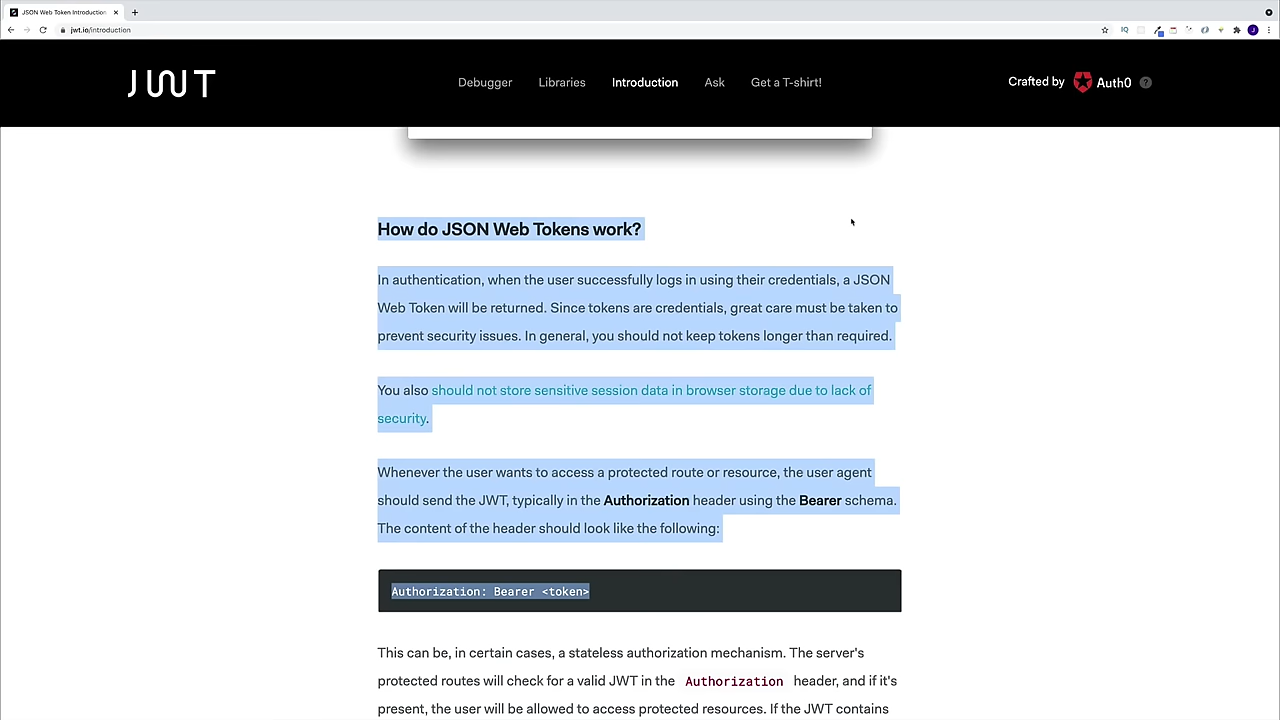 JSON Web Token Introduction
jwt.io/introduction
JWT
Debugger
Libraries
Introduction
Ask
Get a T-shirt!
Crafted by
Auth0
?
How do JSON Web Tokens work?
In authentication, when the user successfully logs in using their credentials, a JSON
Web Token will be returned. Since tokens are credentials, great care must be taken to
prevent security issues. In general, you should not keep tokens longer than required.
You also should not store sensitive session data in browser storage due to lack of
security.
Whenever the user wants to access a protected route or resource, the user agent
should send the JWT, typically in the Authorization header using the Bearer schema.
The content of the header should look like the following:
Authorization: Bearer <token>
This can be, in certain cases, a stateless authorization mechanism. The server's
protected routes will check for a valid JWT in the Authorization header, and if it's
present, the user will be allowed to access protected resources. If the JWT contains